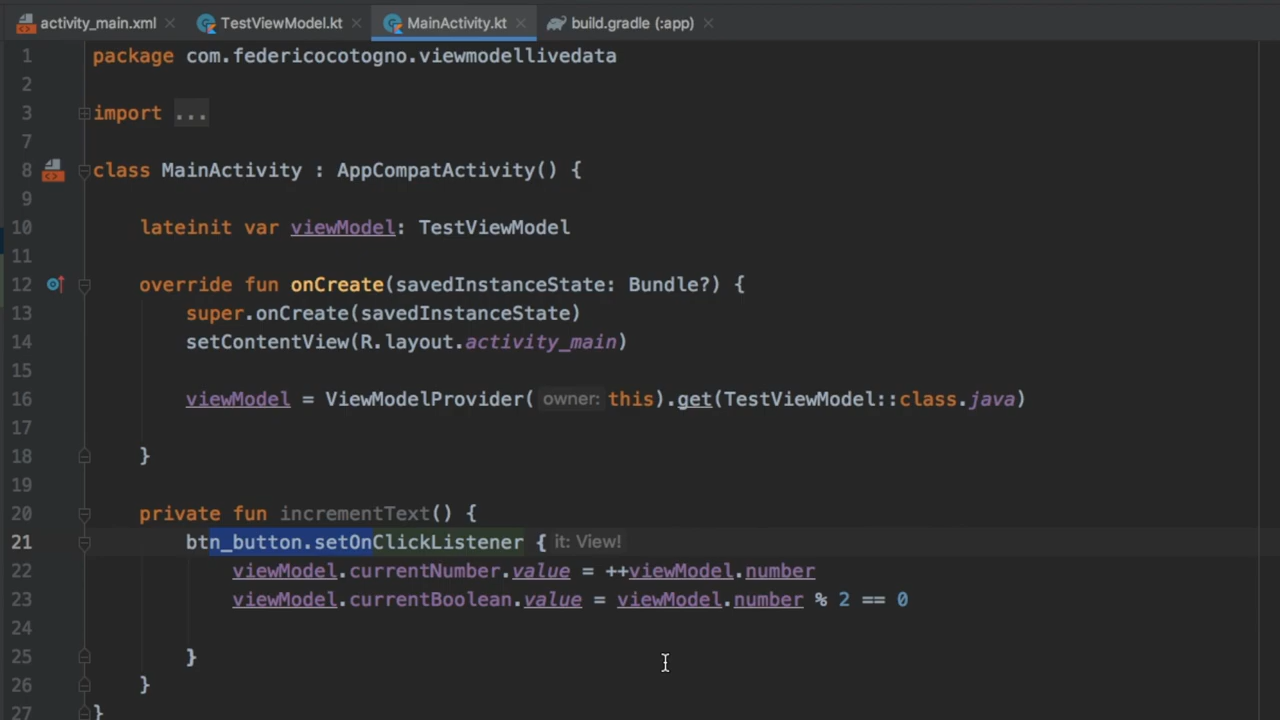 activity_main.xml TestViewModel.kt MainActivity.kt build.gradle (:app)
1 package com.federicocotogno.viewmodellivedata
2
3 import ...
7
8 class MainActivity : AppCompatActivity() {
9
10 lateinit var viewModel: TestViewModel
11
12 override fun onCreate(savedInstanceState: Bundle?) {
13 super.onCreate(savedInstanceState)
14 setContentView(R.layout.activity_main)
15
16 viewModel = ViewModelProvider( owner: this).get(TestViewModel::class.java)
17
18 }
19
20 private fun incrementText() {
21 btn_button.setOnClickListener { it: View!
22 viewModel.currentNumber.value = ++viewModel.number
23 viewModel.currentBoolean.value = viewModel.number % 2 == 0
24
25 }
26 }
27 }